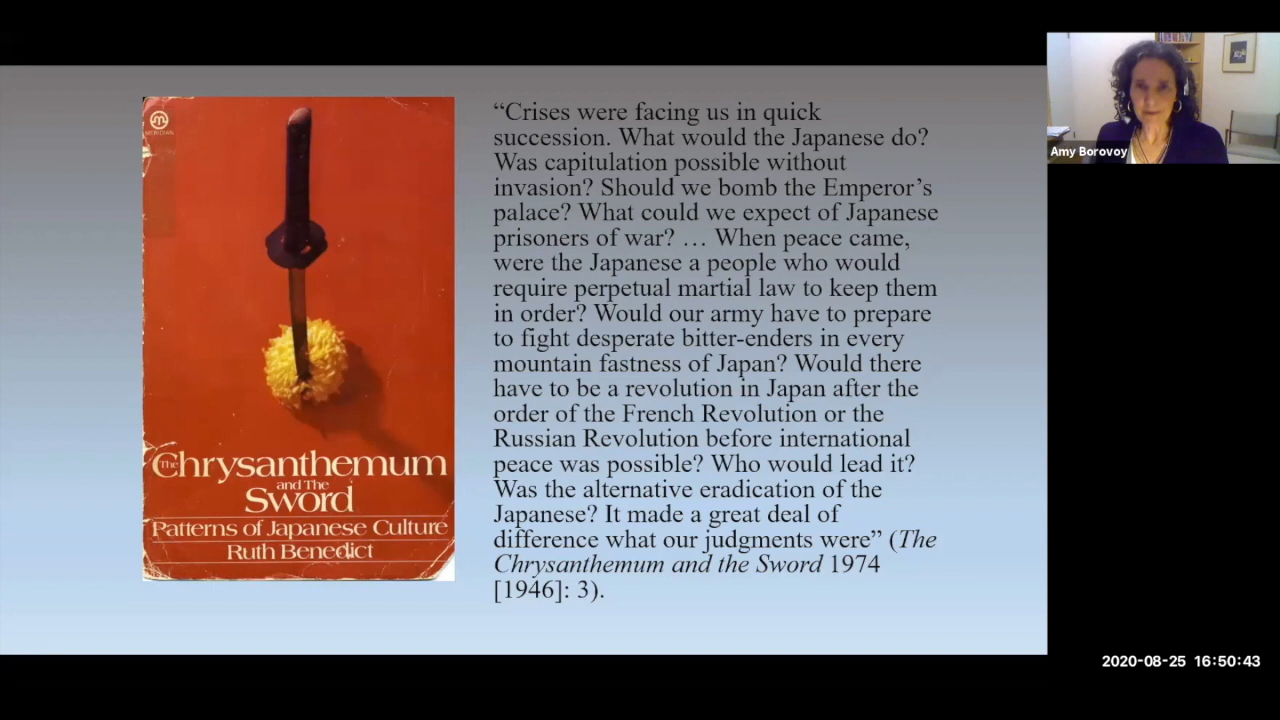 MERIDIAN
The Chrysanthemum
and The
Sword
Patterns of Japanese Culture
Ruth Benedict
“Crises were facing us in quick
succession. What would the Japanese do?
Was capitulation possible without
invasion? Should we bomb the Emperor’s
palace? What could we expect of Japanese
prisoners of war? … When peace came,
were the Japanese a people who would
require perpetual martial law to keep them
in order? Would our army have to prepare
to fight desperate bitter-enders in every
mountain fastness of Japan? Would there
have to be a revolution in Japan after the
order of the French Revolution or the
Russian Revolution before international
peace was possible? Who would lead it?
Was the alternative eradication of the
Japanese? It made a great deal of
difference what our judgments were” (The
Chrysanthemum and the Sword 1974
[1946]: 3).
Amy Borovoy
2020-08-25 16:50:43